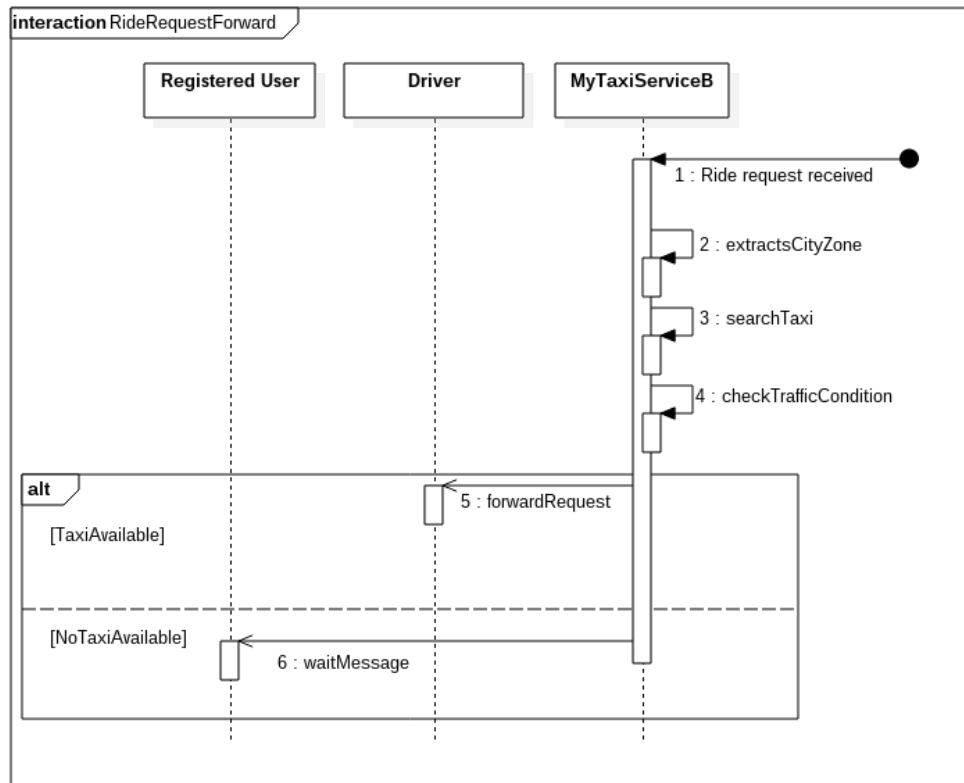 interaction RideRequestForward
Registered User
Driver
MyTaxiServiceB
1 : Ride request received
2 : extractsCityZone
3 : searchTaxi
4 : checkTrafficCondition
alt
5 : forwardRequest
[TaxiAvailable]
[NoTaxiAvailable]
6 : waitMessage